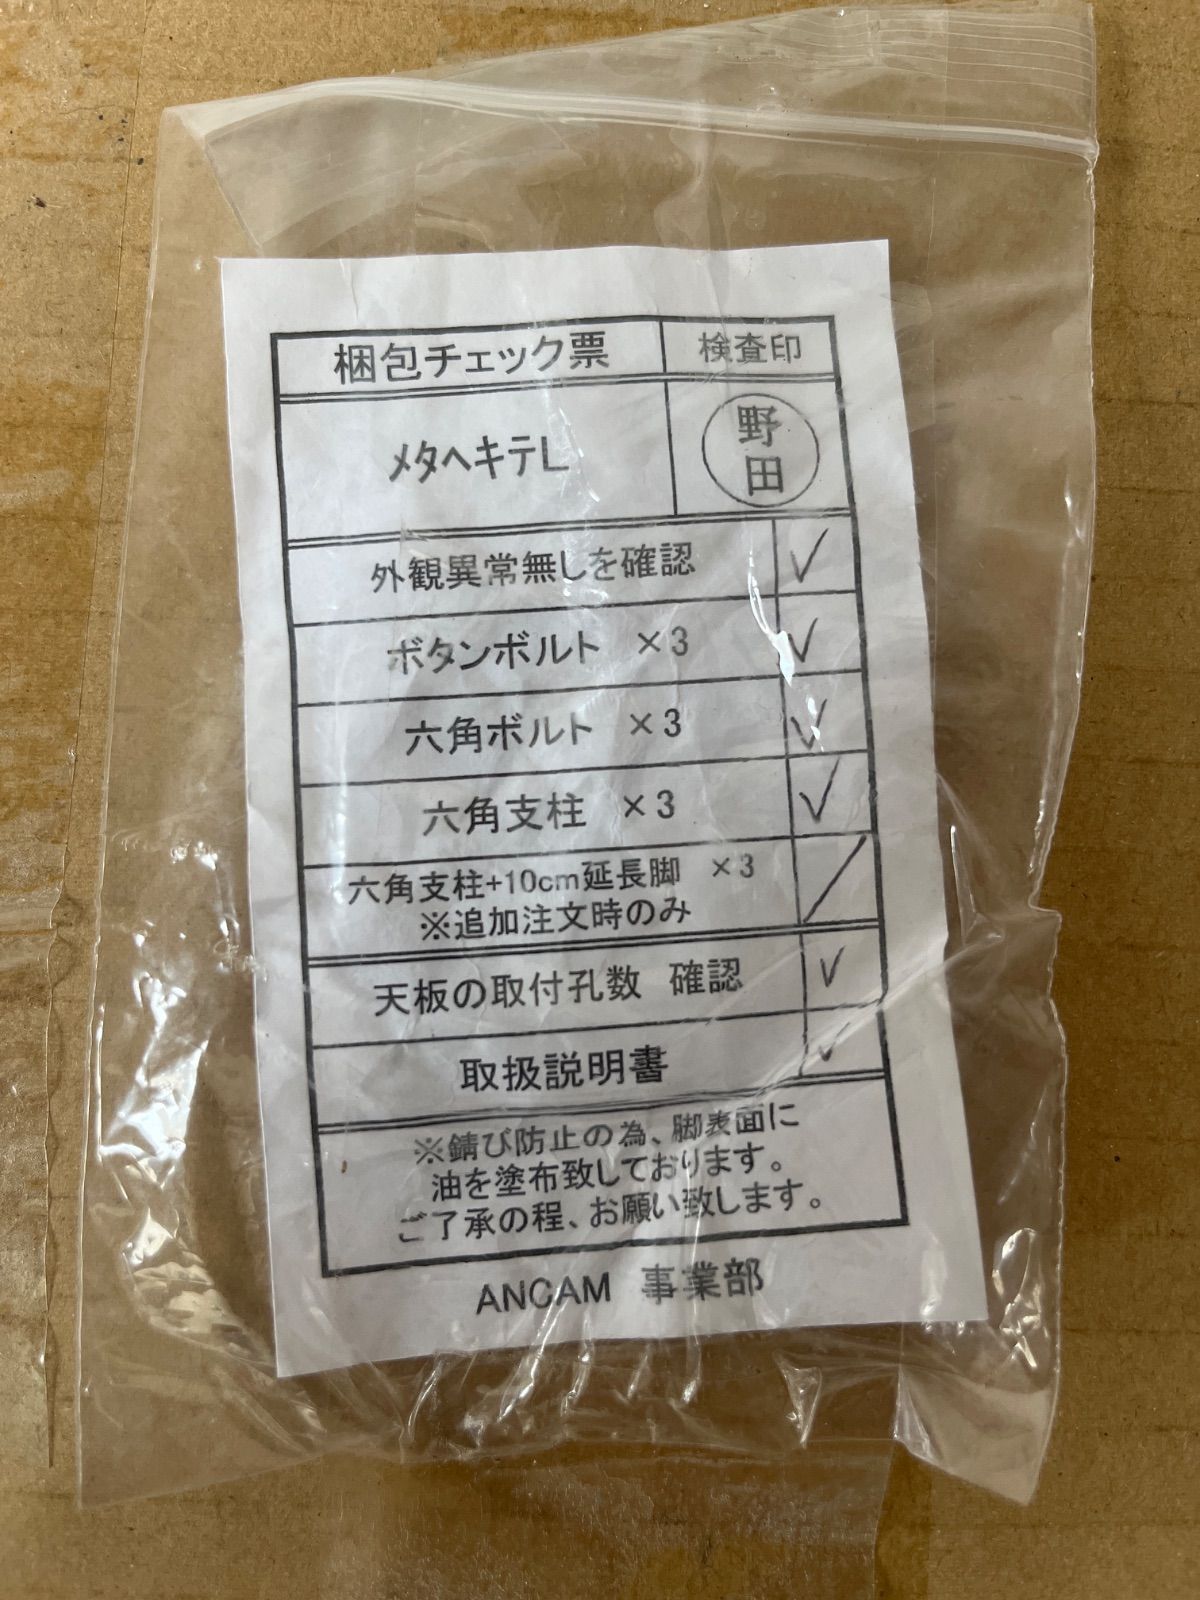 梱包チェック票 検査印
メタヘキテL 野田
外観異常無しを確認 ✓
ボタンボルト ×3 ✓
六角ボルト ×3 ✓
六角支柱 ×3 ✓
六角支柱+10cm延長脚 ×3 ／
※追加注文時のみ
天板の取付孔数 確認 ✓
取扱説明書 ✓
※錆び防止の為、脚表面に
油を塗布致しております。
ご了承の程、お願い致します。
ANCAM 事業部